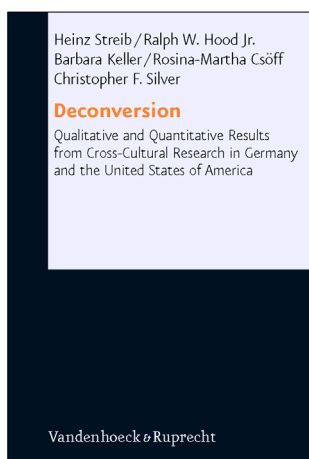 Heinz Streib / Ralph W. Hood Jr.
Barbara Keller / Rosina-Martha Csöff
Christopher F. Silver
Deconversion
Qualitative and Quantitative Results
from Cross-Cultural Research in Germany
and the United States of America
Vandenhoeck & Ruprecht